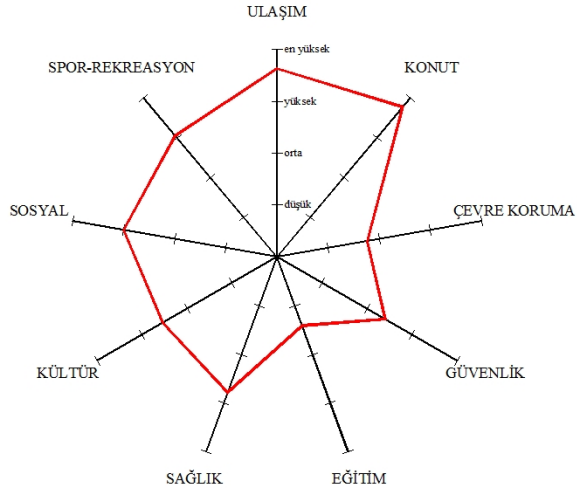 ULAŞIM
en yüksek
SPOR-REKREASYON
KONUT
yüksek
orta
düşük
SOSYAL
ÇEVRE KORUMA
KÜLTÜR
GÜVENLİK
SAĞLIK
EĞİTİM